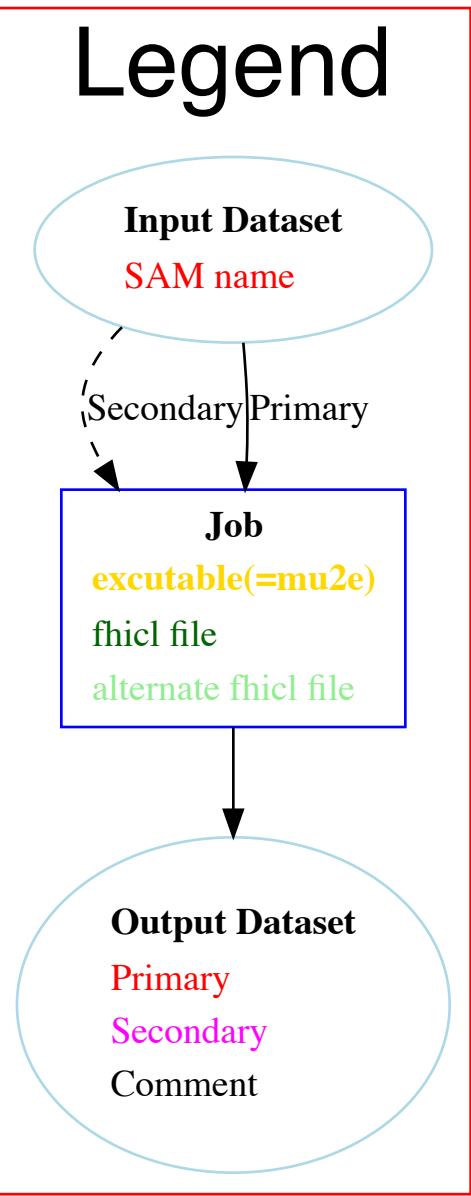 Legend
Input Dataset
SAM name
Secondary Primary
Job
excutable(=mu2e)
fhicl file
alternate fhicl file
Output Dataset
Primary
Secondary
Comment